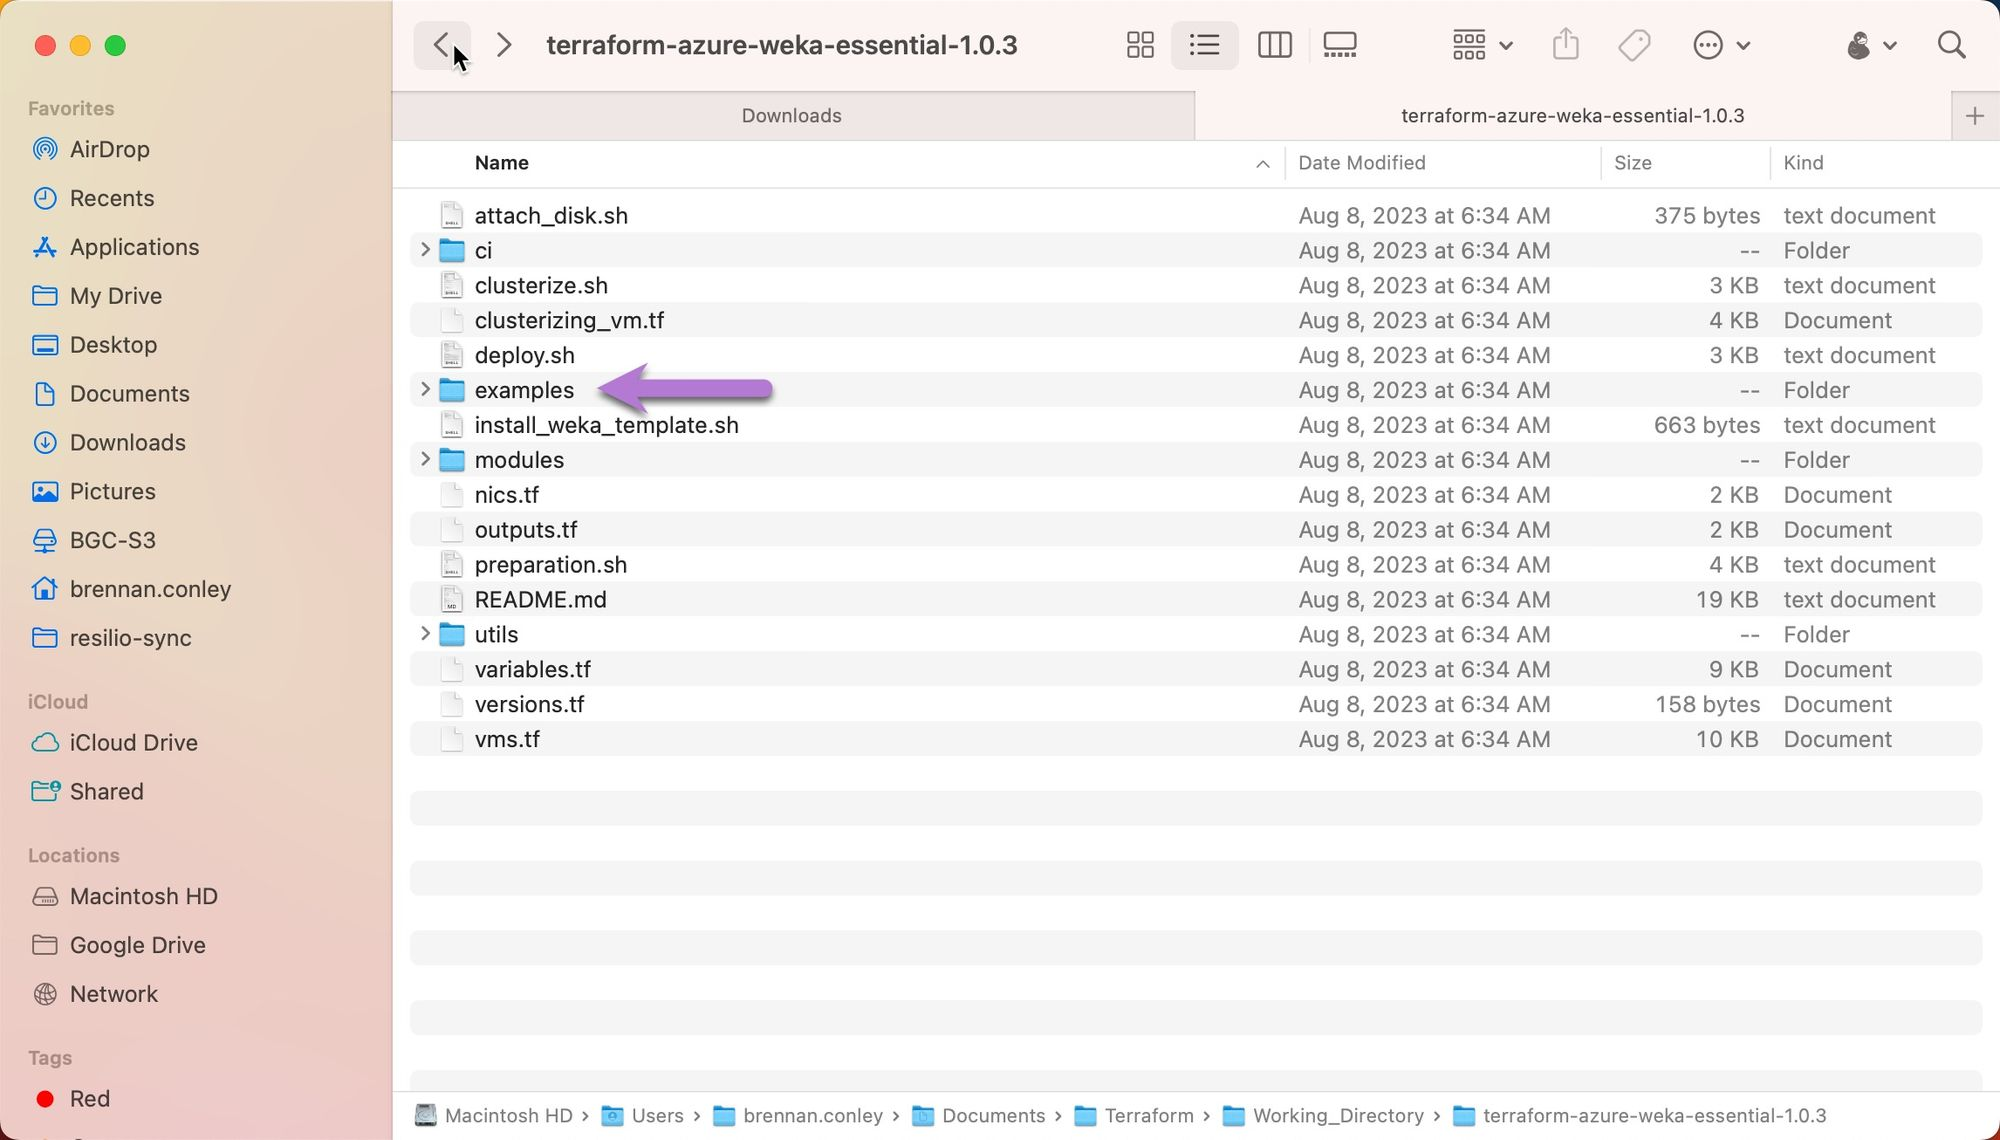 terraform-azure-weka-essential-1.0.3
Downloads
terraform-azure-weka-essential-1.0.3
Favorites
AirDrop
Recents
Applications
My Drive
Desktop
Documents
Downloads
Pictures
BGC-S3
brennan.conley
resilio-sync
iCloud
iCloud Drive
Shared
Locations
Macintosh HD
Google Drive
Network
Tags
Red
Name Date Modified Size Kind
attach_disk.sh Aug 8, 2023 at 6:34 AM 375 bytes text document
ci Aug 8, 2023 at 6:34 AM -- Folder
clusterize.sh Aug 8, 2023 at 6:34 AM 3 KB text document
clusterizing_vm.tf Aug 8, 2023 at 6:34 AM 4 KB Document
deploy.sh Aug 8, 2023 at 6:34 AM 3 KB text document
examples Aug 8, 2023 at 6:34 AM -- Folder
install_weka_template.sh Aug 8, 2023 at 6:34 AM 663 bytes text document
modules Aug 8, 2023 at 6:34 AM -- Folder
nics.tf Aug 8, 2023 at 6:34 AM 2 KB Document
outputs.tf Aug 8, 2023 at 6:34 AM 2 KB Document
preparation.sh Aug 8, 2023 at 6:34 AM 4 KB text document
README.md Aug 8, 2023 at 6:34 AM 19 KB text document
utils Aug 8, 2023 at 6:34 AM -- Folder
variables.tf Aug 8, 2023 at 6:34 AM 9 KB Document
versions.tf Aug 8, 2023 at 6:34 AM 158 bytes Document
vms.tf Aug 8, 2023 at 6:34 AM 10 KB Document
Macintosh HD › Users › brennan.conley › Documents › Terraform › Working_Directory › terraform-azure-weka-essential-1.0.3